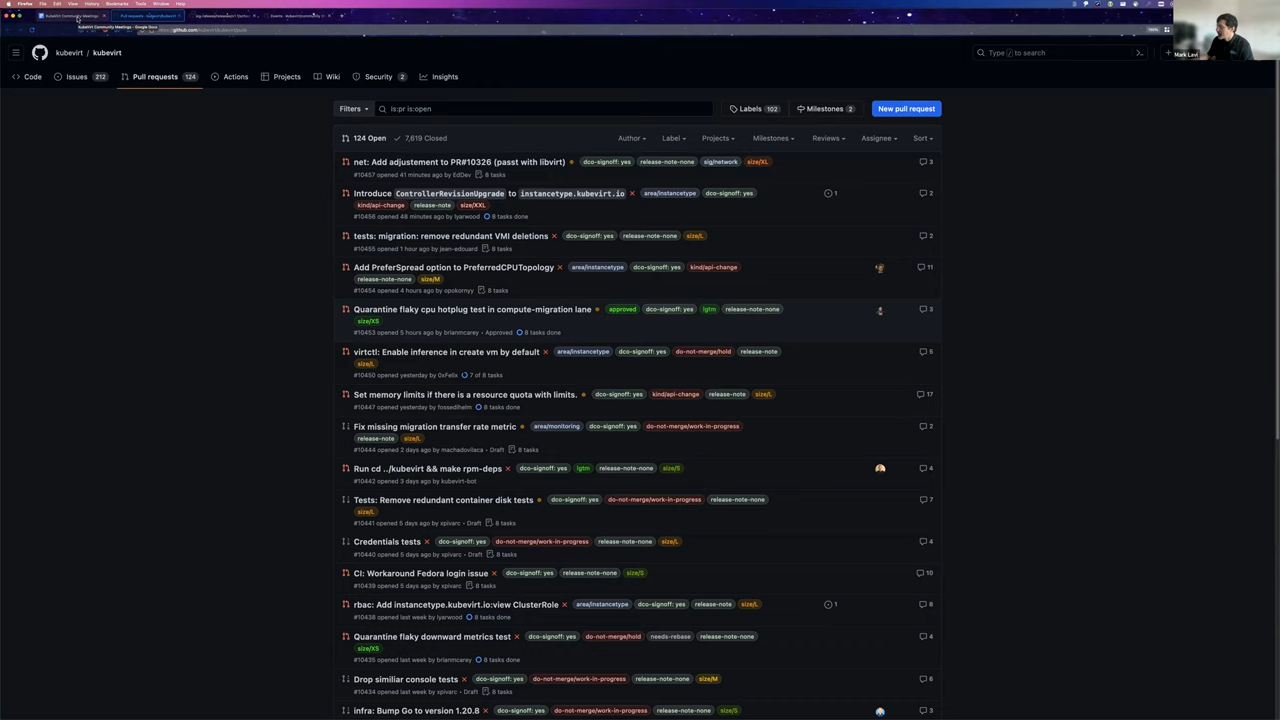 Firefox File Edit View History Bookmarks Tools Window Help
KubeVirt Community Meetings
KubeVirt Community Meetings - Google Docs
kubevirt / kubevirt
Type / to search
Mark Lavi
Code Issues 212 Pull requests 124 Actions Projects Wiki Security 2 Insights
Filters is:pr is:open Labels 102 Milestones 2 New pull request
124 Open 7,619 Closed Author Label Projects Milestones Reviews Assignee Sort
net: Add adjustement to PR#10326 (passt with libvirt) dco-signoff: yes release-note-none sig/network size/XL 3
#10457 opened 41 minutes ago by EdDev 8 tasks
Introduce ControllerRevisionUpgrade to instancetype.kubevirt.io area/instancetype dco-signoff: yes 1 2
kind/api-change release-note size/XXL
#10456 opened 48 minutes ago by lyarwood 8 tasks done
tests: migration: remove redundant VMI deletions dco-signoff: yes release-note-none size/L 2
#10455 opened 1 hour ago by jean-edouard 8 tasks
Add PreferSpread option to PreferredCPUTopology area/instancetype dco-signoff: yes kind/api-change 11
release-note-none size/M
#10454 opened 4 hours ago by opokornyy 8 tasks
Quarantine flaky cpu hotplug test in compute-migration lane approved dco-signoff: yes lgtm release-note-none 3
size/XS
#10453 opened 5 hours ago by brianmcarey • Approved 8 tasks done
virtctl: Enable inference in create vm by default area/instancetype dco-signoff: yes do-not-merge/hold release-note 5
size/L
#10450 opened yesterday by 0xFelix 7 of 8 tasks
Set memory limits if there is a resource quota with limits. dco-signoff: yes kind/api-change release-note size/L 17
#10447 opened yesterday by fossedihelm 8 tasks done
Fix missing migration transfer rate metric area/monitoring dco-signoff: yes do-not-merge/work-in-progress 2
release-note size/L
#10444 opened 2 days ago by machadovilaca • Draft 8 tasks
Run cd ../kubevirt && make rpm-deps dco-signoff: yes lgtm release-note-none size/S 4
#10442 opened 3 days ago by kubevirt-bot
Tests: Remove redundant container disk tests dco-signoff: yes do-not-merge/work-in-progress release-note-none 7
size/L
#10441 opened 5 days ago by xpivarc • Draft 8 tasks
Credentials tests dco-signoff: yes do-not-merge/work-in-progress release-note-none size/L 4
#10440 opened 5 days ago by xpivarc • Draft 8 tasks
CI: Workaround Fedora login issue dco-signoff: yes release-note-none size/S 10
#10439 opened 5 days ago by xpivarc 8 tasks
rbac: Add instancetype.kubevirt.io:view ClusterRole area/instancetype dco-signoff: yes release-note size/L 1 8
#10438 opened last week by lyarwood 8 tasks done
Quarantine flaky downward metrics test dco-signoff: yes do-not-merge/hold needs-rebase release-note-none 4
size/XS
#10435 opened last week by brianmcarey 8 tasks done
Drop similiar console tests dco-signoff: yes do-not-merge/work-in-progress release-note-none size/M 6
#10434 opened last week by xpivarc • Draft 8 tasks
infra: Bump Go to version 1.20.8 dco-signoff: yes do-not-merge/work-in-progress release-note-none size/S 3